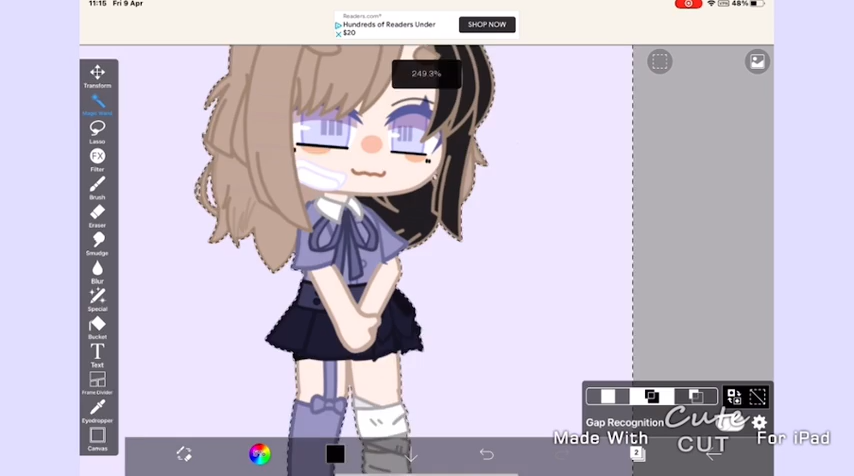 11:15 Fri 9 Apr
48%
Readers.com/®
Hundreds of Readers Under
$20
SHOP NOW
249.3%
Transform
Magic Wand
Lasso
FX
Filter
Brush
Eraser
Smudge
Blur
Special
Bucket
T
Text
Frame Divider
Eyedropper
Canvas
Gap Recognition
2
Made With Cute CUT For iPad